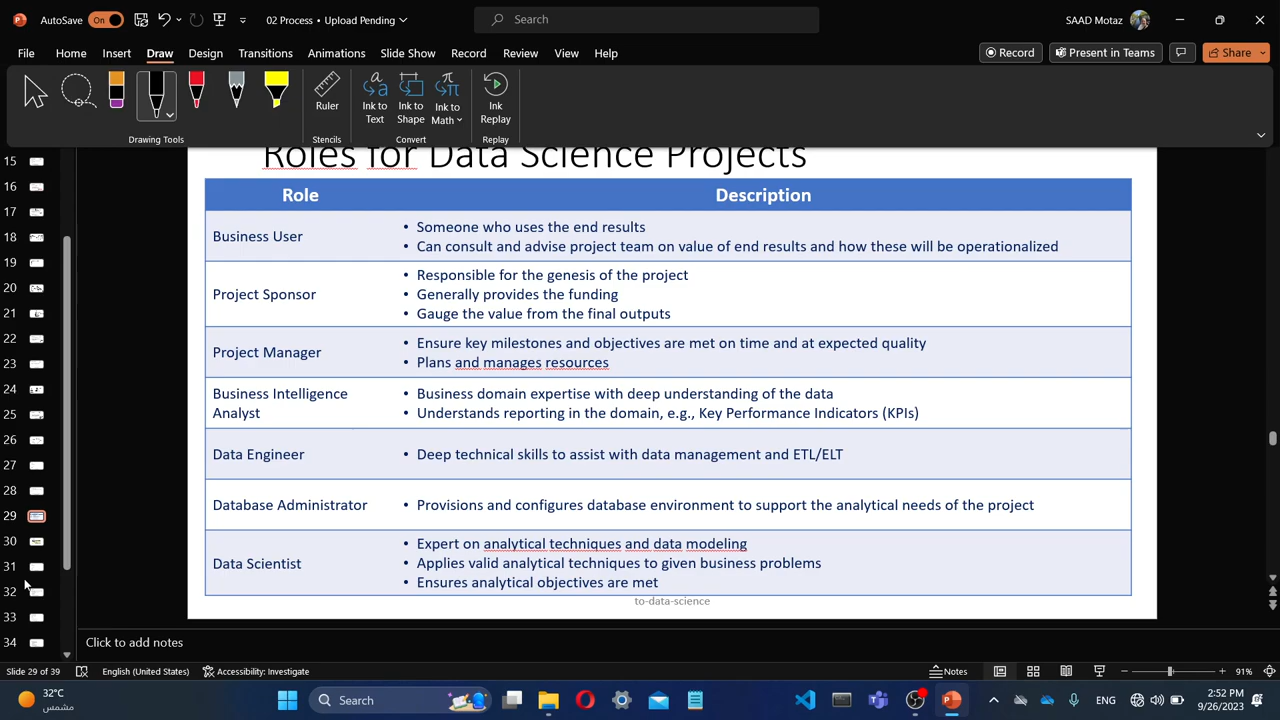 AutoSave On 02 Process • Upload Pending Search SAAD Motaz
File Home Insert Draw Design Transitions Animations Slide Show Record Review View Help Record Present in Teams Share
Ruler Ink to Text Ink to Shape Ink to Math Ink Replay
Drawing Tools Stencils Convert Replay
Roles for Data Science Projects
Role Description
Business User
• Someone who uses the end results
• Can consult and advise project team on value of end results and how these will be operationalized
Project Sponsor
• Responsible for the genesis of the project
• Generally provides the funding
• Gauge the value from the final outputs
Project Manager
• Ensure key milestones and objectives are met on time and at expected quality
• Plans and manages resources
Business Intelligence
Analyst
• Business domain expertise with deep understanding of the data
• Understands reporting in the domain, e.g., Key Performance Indicators (KPIs)
Data Engineer
• Deep technical skills to assist with data management and ETL/ELT
Database Administrator
• Provisions and configures database environment to support the analytical needs of the project
Data Scientist
• Expert on analytical techniques and data modeling
• Applies valid analytical techniques to given business problems
• Ensures analytical objectives are met
to-data-science
15
16
17
18
19
20
21
22
23
24
25
26
27
28
29
30
31
32
33
34
Click to add notes
Slide 29 of 39 English (United States) Accessibility: Investigate Notes 91%
32°C
مشمس
Search
ENG
2:52 PM
9/26/2023